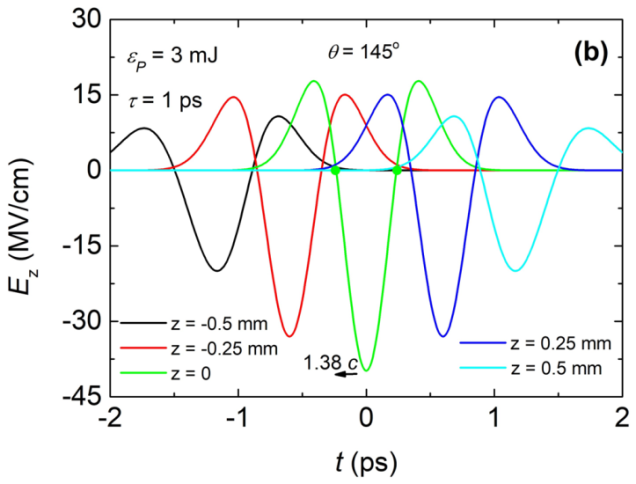 30
15
0
-15
-30
-45
E_z (MV/cm)
ε_P = 3 mJ
τ = 1 ps
θ = 145°
(b)
1.38 c
z = -0.5 mm
z = -0.25 mm
z = 0
z = 0.25 mm
z = 0.5 mm
-2 -1 0 1 2
t (ps)